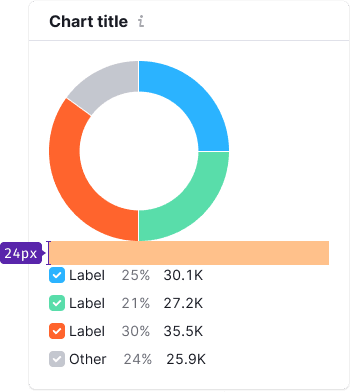 Chart title i
24px
Label 25% 30.1K
Label 21% 27.2K
Label 30% 35.5K
Other 24% 25.9K